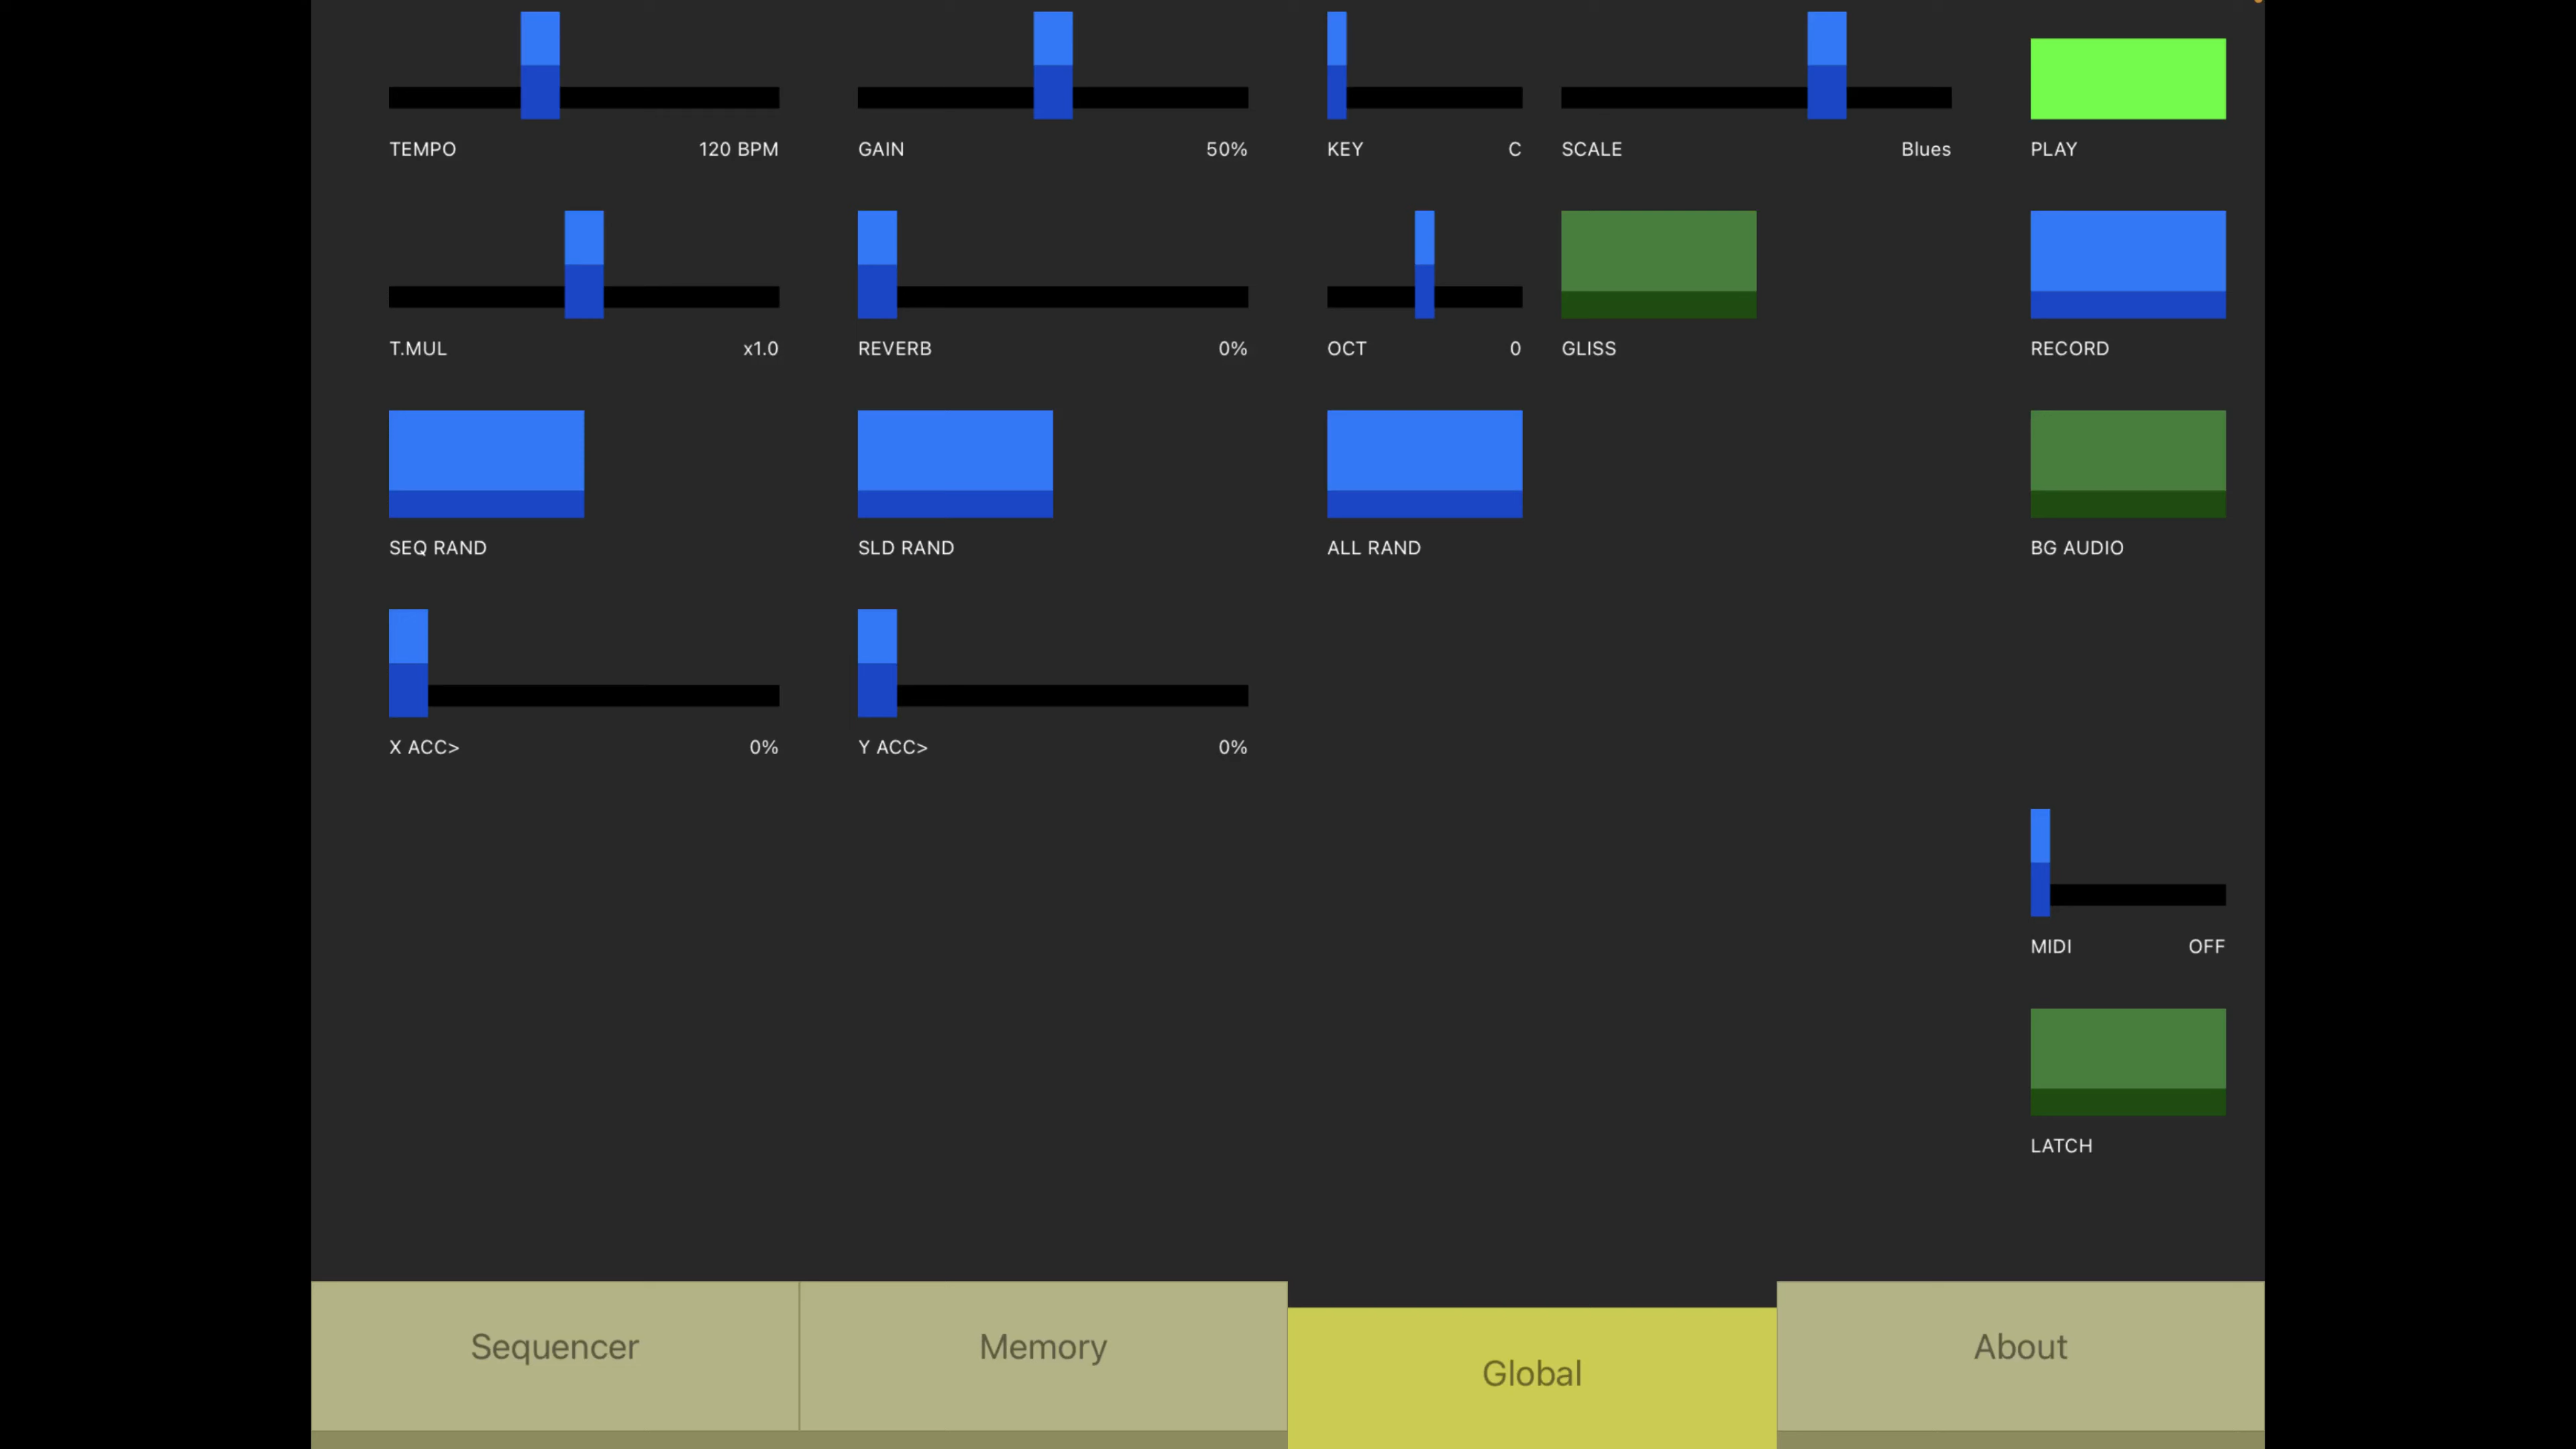 TEMPO 120 BPM GAIN 50% KEY C SCALE Blues PLAY
T.MUL x1.0 REVERB 0% OCT 0 GLISS RECORD
SEQ RAND SLD RAND ALL RAND BG AUDIO
X ACC> 0% Y ACC> 0%
MIDI OFF
LATCH
Sequencer Memory Global About